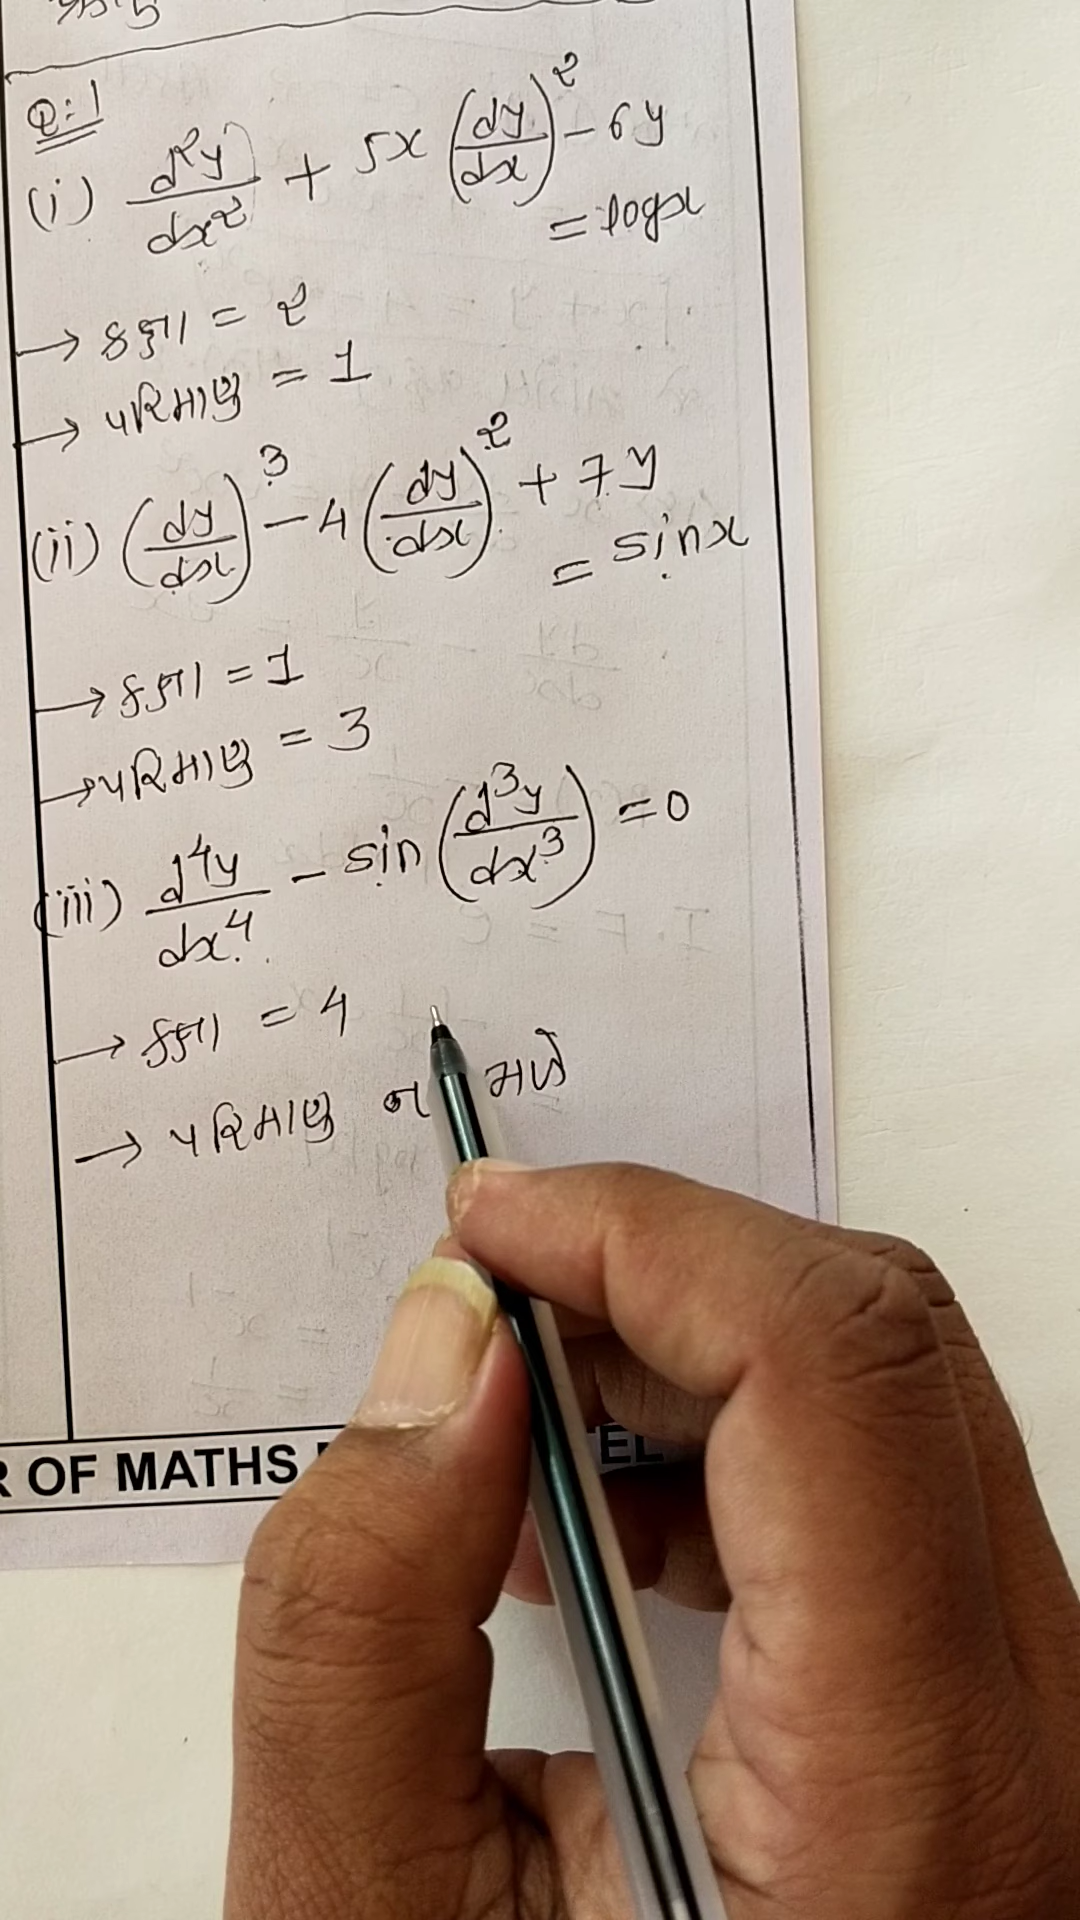 Q:1
(i) d²y/dx² + 5x (dy/dx)² - 6y
= logx
→ કક્ષા = 2
→ પરિમાણ = 1
(ii) (dy/dx)³ - 4 (dy/dx)² + 7y
= sinx
→ કક્ષા = 1
→ પરિમાણ = 3
(iii) d⁴y/dx⁴ - sin (d³y/dx³) = 0
→ કક્ષા = 4
→ પરિમાણ ન મળે
OF MATHS